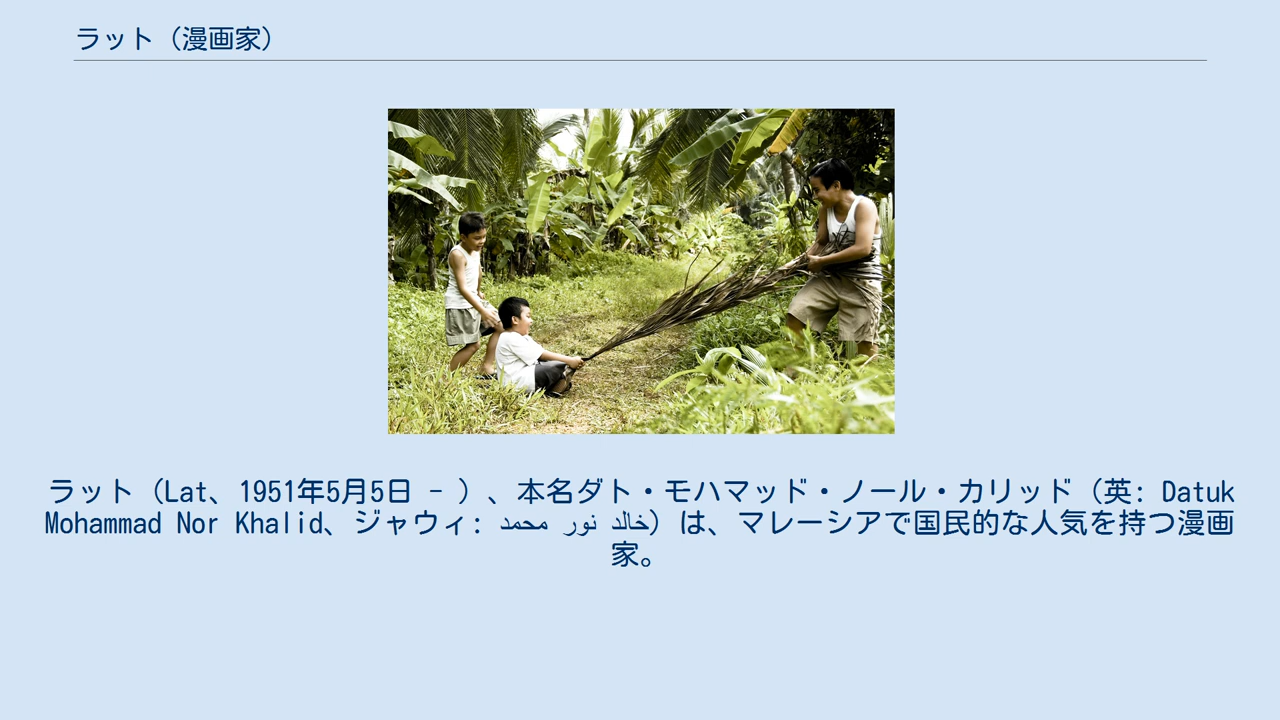 ラット（漫画家）
ラット（Lat、1951年5月5日 - ）、本名ダト・モハマッド・ノール・カリッド（英: Datuk
Mohammad Nor Khalid、ジャウィ: محمد نور خالد）は、マレーシアで国民的な人気を持つ漫画
家。